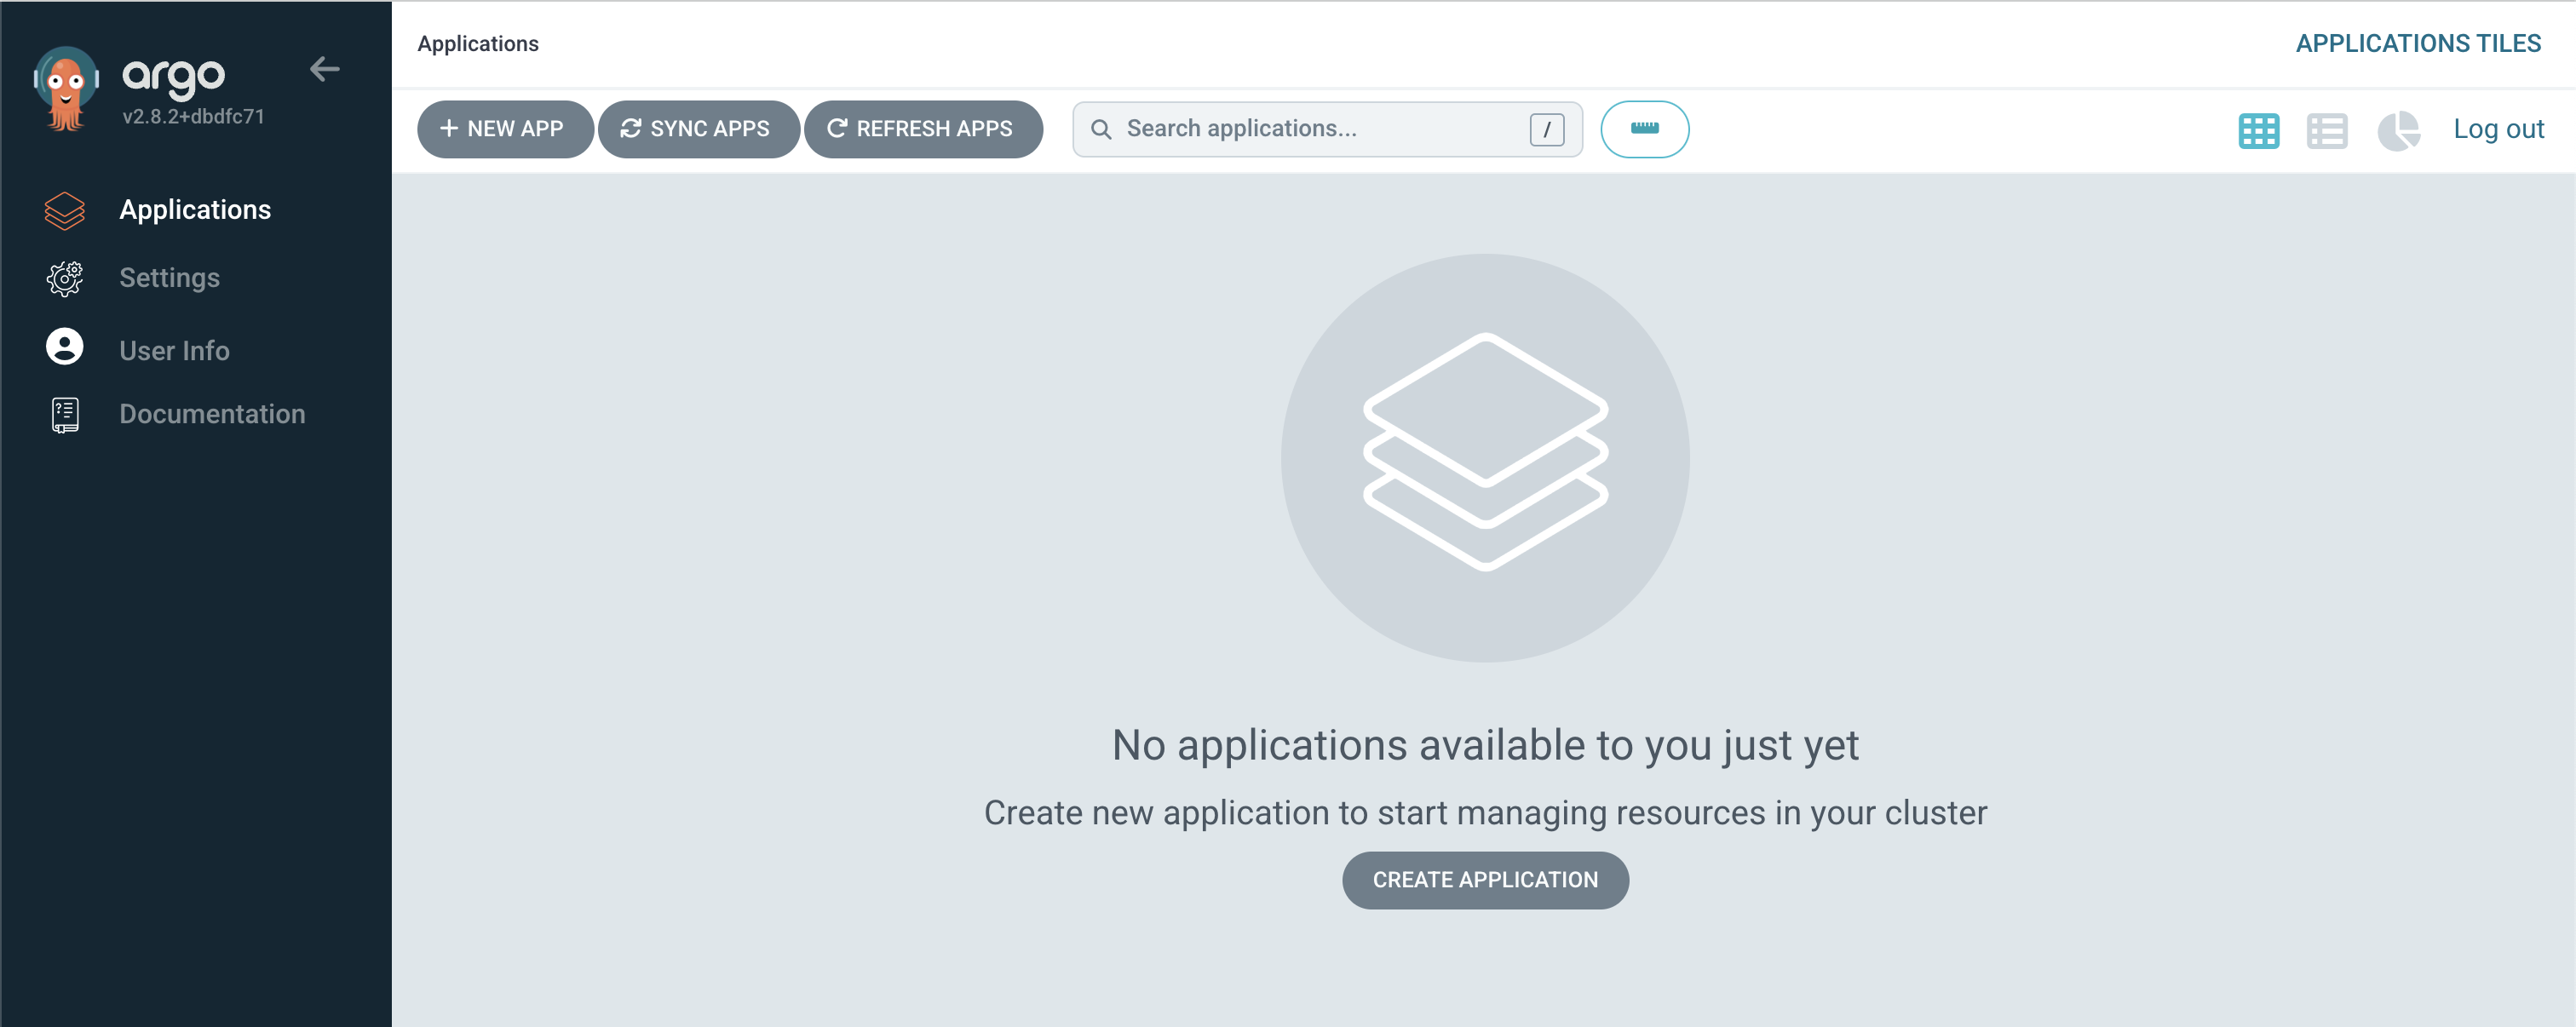 argo
v2.8.2+dbdfc71
Applications
Settings
User Info
Documentation
Applications
APPLICATIONS TILES
+ NEW APP
SYNC APPS
REFRESH APPS
Search applications...
/
Log out
No applications available to you just yet
Create new application to start managing resources in your cluster
CREATE APPLICATION